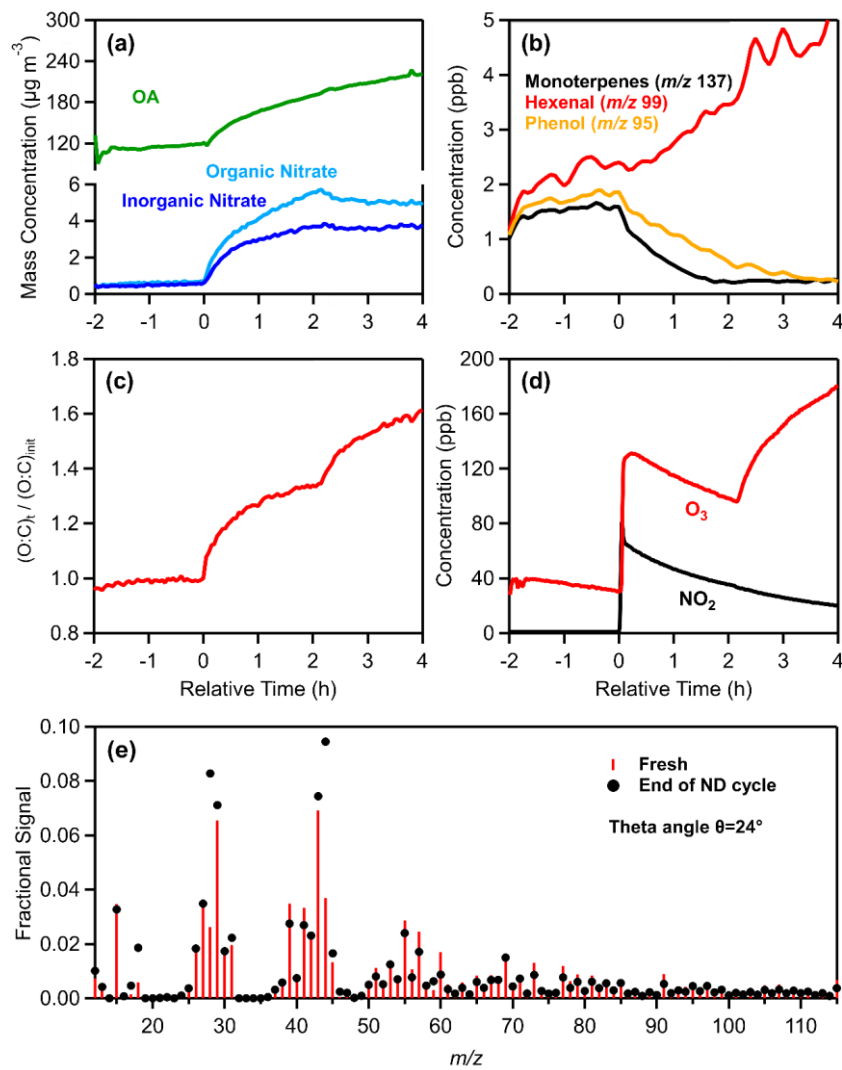 (a)
300
240
180
120
6
4
2
0
Mass Concentration (µg m⁻³)
OA
Organic Nitrate
Inorganic Nitrate
-2 -1 0 1 2 3 4
(b)
5
4
3
2
1
0
Concentration (ppb)
Monoterpenes (m/z 137)
Hexenal (m/z 99)
Phenol (m/z 95)
-2 -1 0 1 2 3 4
(c)
1.8
1.6
1.4
1.2
1.0
0.8
(O:C)t / (O:C)init
-2 -1 0 1 2 3 4
Relative Time (h)
(d)
200
160
120
80
40
0
Concentration (ppb)
O₃
NO₂
-2 -1 0 1 2 3 4
Relative Time (h)
(e)
0.10
0.08
0.06
0.04
0.02
0.00
Fractional Signal
Fresh
End of ND cycle
Theta angle θ=24°
20 30 40 50 60 70 80 90 100 110
m/z